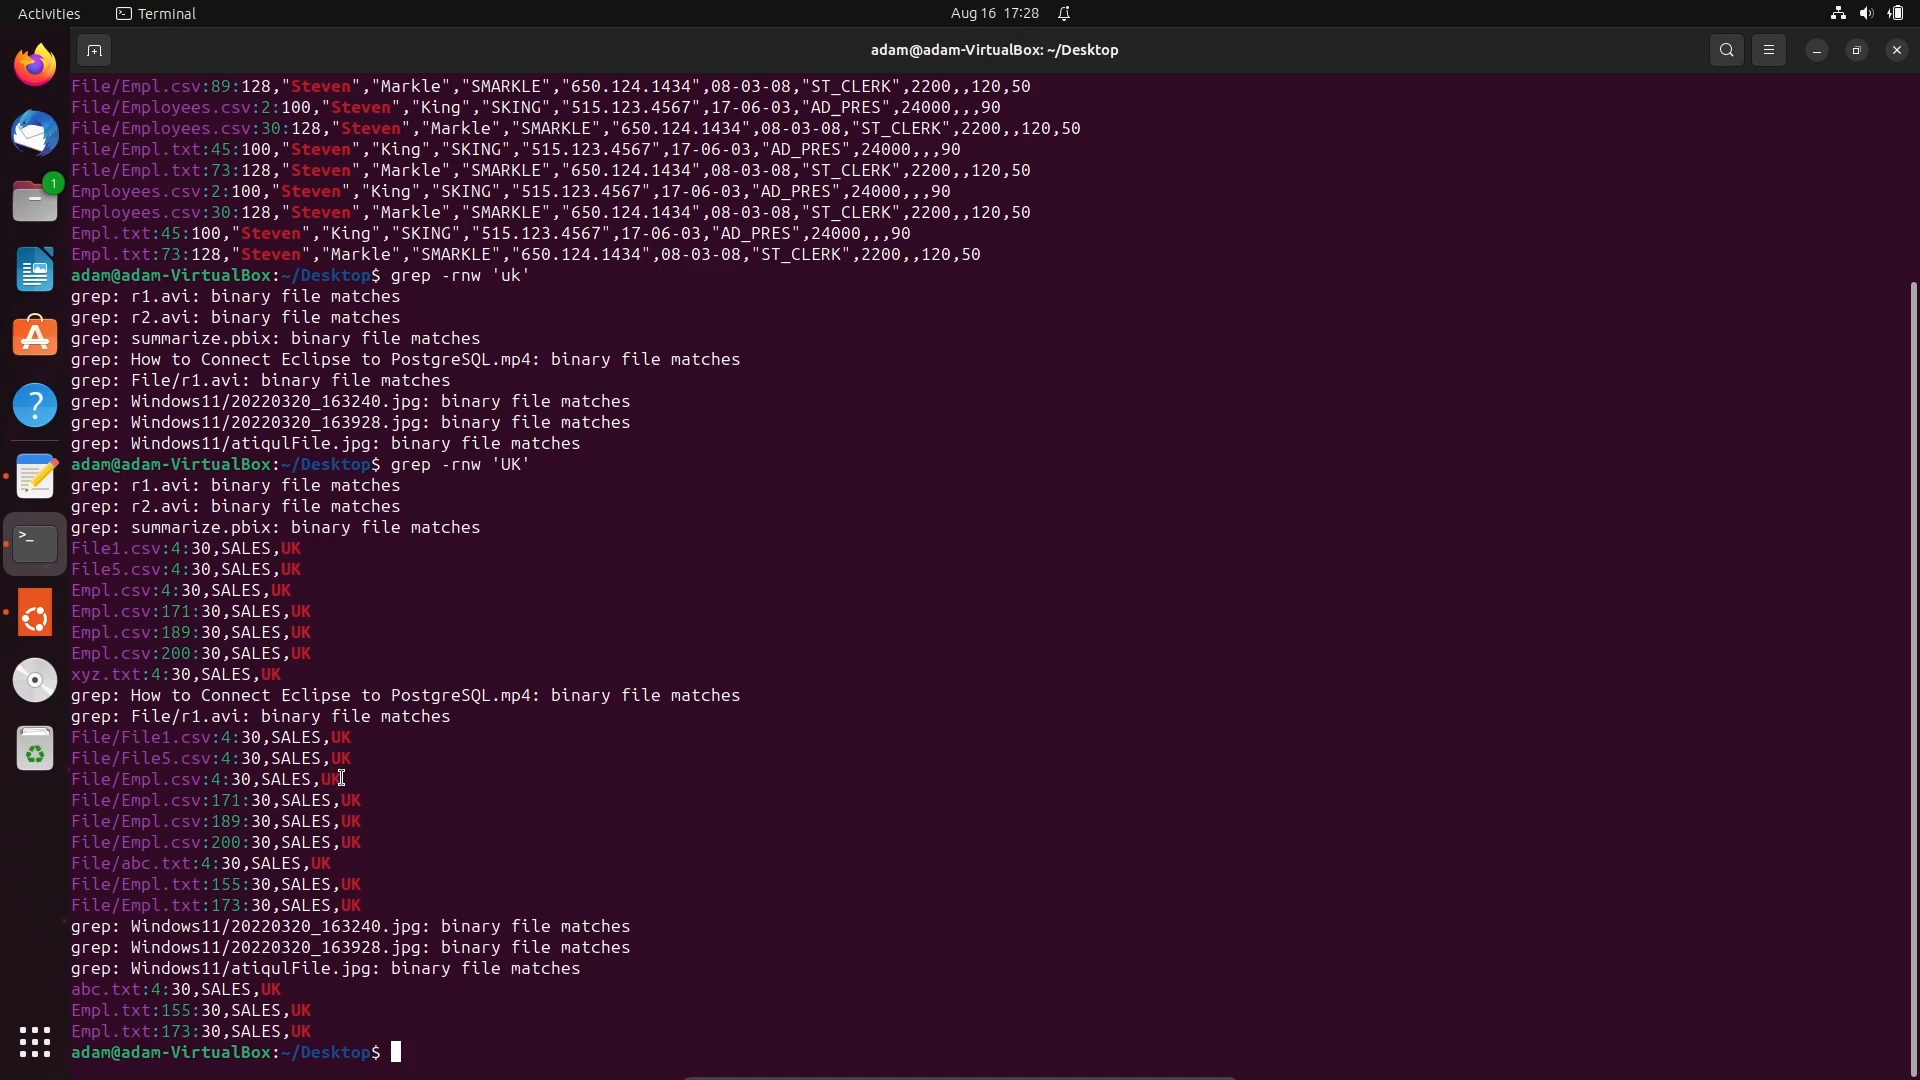 Activities
Terminal
Aug 16 17:28
adam@adam-VirtualBox: ~/Desktop
1
File/Empl.csv:89:128,"Steven","Markle","SMARKLE","650.124.1434",08-03-08,"ST_CLERK",2200,,120,50
File/Employees.csv:2:100,"Steven","King","SKING","515.123.4567",17-06-03,"AD_PRES",24000,,,90
File/Employees.csv:30:128,"Steven","Markle","SMARKLE","650.124.1434",08-03-08,"ST_CLERK",2200,,120,50
File/Empl.txt:45:100,"Steven","King","SKING","515.123.4567",17-06-03,"AD_PRES",24000,,,90
File/Empl.txt:73:128,"Steven","Markle","SMARKLE","650.124.1434",08-03-08,"ST_CLERK",2200,,120,50
Employees.csv:2:100,"Steven","King","SKING","515.123.4567",17-06-03,"AD_PRES",24000,,,90
Employees.csv:30:128,"Steven","Markle","SMARKLE","650.124.1434",08-03-08,"ST_CLERK",2200,,120,50
Empl.txt:45:100,"Steven","King","SKING","515.123.4567",17-06-03,"AD_PRES",24000,,,90
Empl.txt:73:128,"Steven","Markle","SMARKLE","650.124.1434",08-03-08,"ST_CLERK",2200,,120,50
adam@adam-VirtualBox:~/Desktop$ grep -rnw 'uk'
grep: r1.avi: binary file matches
grep: r2.avi: binary file matches
grep: summarize.pbix: binary file matches
grep: How to Connect Eclipse to PostgreSQL.mp4: binary file matches
grep: File/r1.avi: binary file matches
grep: Windows11/20220320_163240.jpg: binary file matches
grep: Windows11/20220320_163928.jpg: binary file matches
grep: Windows11/atiqulFile.jpg: binary file matches
adam@adam-VirtualBox:~/Desktop$ grep -rnw 'UK'
grep: r1.avi: binary file matches
grep: r2.avi: binary file matches
grep: summarize.pbix: binary file matches
File1.csv:4:30,SALES,UK
File5.csv:4:30,SALES,UK
Empl.csv:4:30,SALES,UK
Empl.csv:171:30,SALES,UK
Empl.csv:189:30,SALES,UK
Empl.csv:200:30,SALES,UK
xyz.txt:4:30,SALES,UK
grep: How to Connect Eclipse to PostgreSQL.mp4: binary file matches
grep: File/r1.avi: binary file matches
File/File1.csv:4:30,SALES,UK
File/File5.csv:4:30,SALES,UK
File/Empl.csv:4:30,SALES,UK
File/Empl.csv:171:30,SALES,UK
File/Empl.csv:189:30,SALES,UK
File/Empl.csv:200:30,SALES,UK
File/abc.txt:4:30,SALES,UK
File/Empl.txt:155:30,SALES,UK
File/Empl.txt:173:30,SALES,UK
grep: Windows11/20220320_163240.jpg: binary file matches
grep: Windows11/20220320_163928.jpg: binary file matches
grep: Windows11/atiqulFile.jpg: binary file matches
abc.txt:4:30,SALES,UK
Empl.txt:155:30,SALES,UK
Empl.txt:173:30,SALES,UK
adam@adam-VirtualBox:~/Desktop$